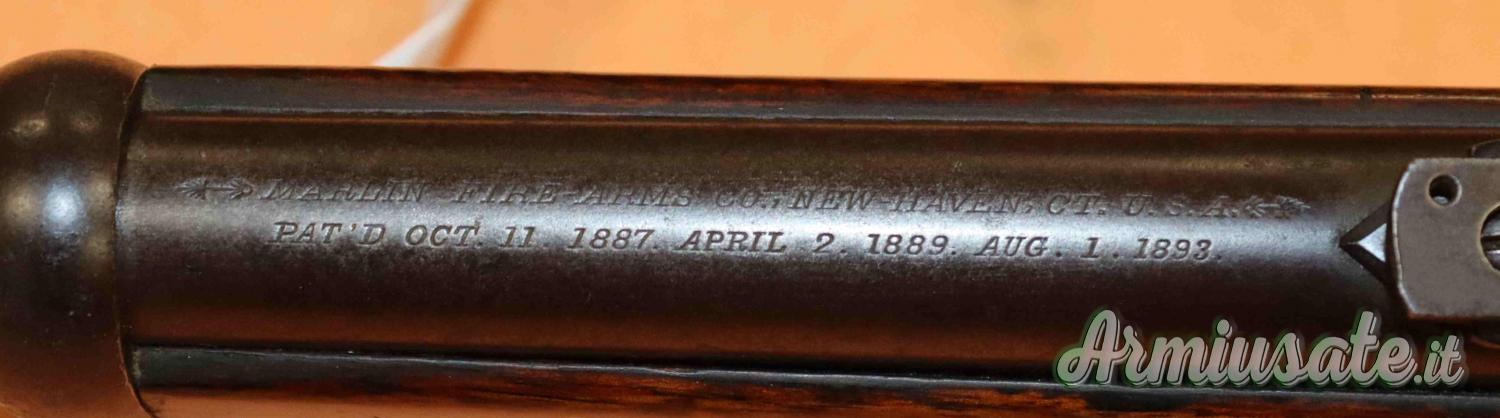 MARLIN FIRE-ARMS CO., NEW-HAVEN, CT. U.S.A.
PAT'D OCT. 11 1887. APRIL 2. 1889. AUG. 1. 1893.
Armiusate.it